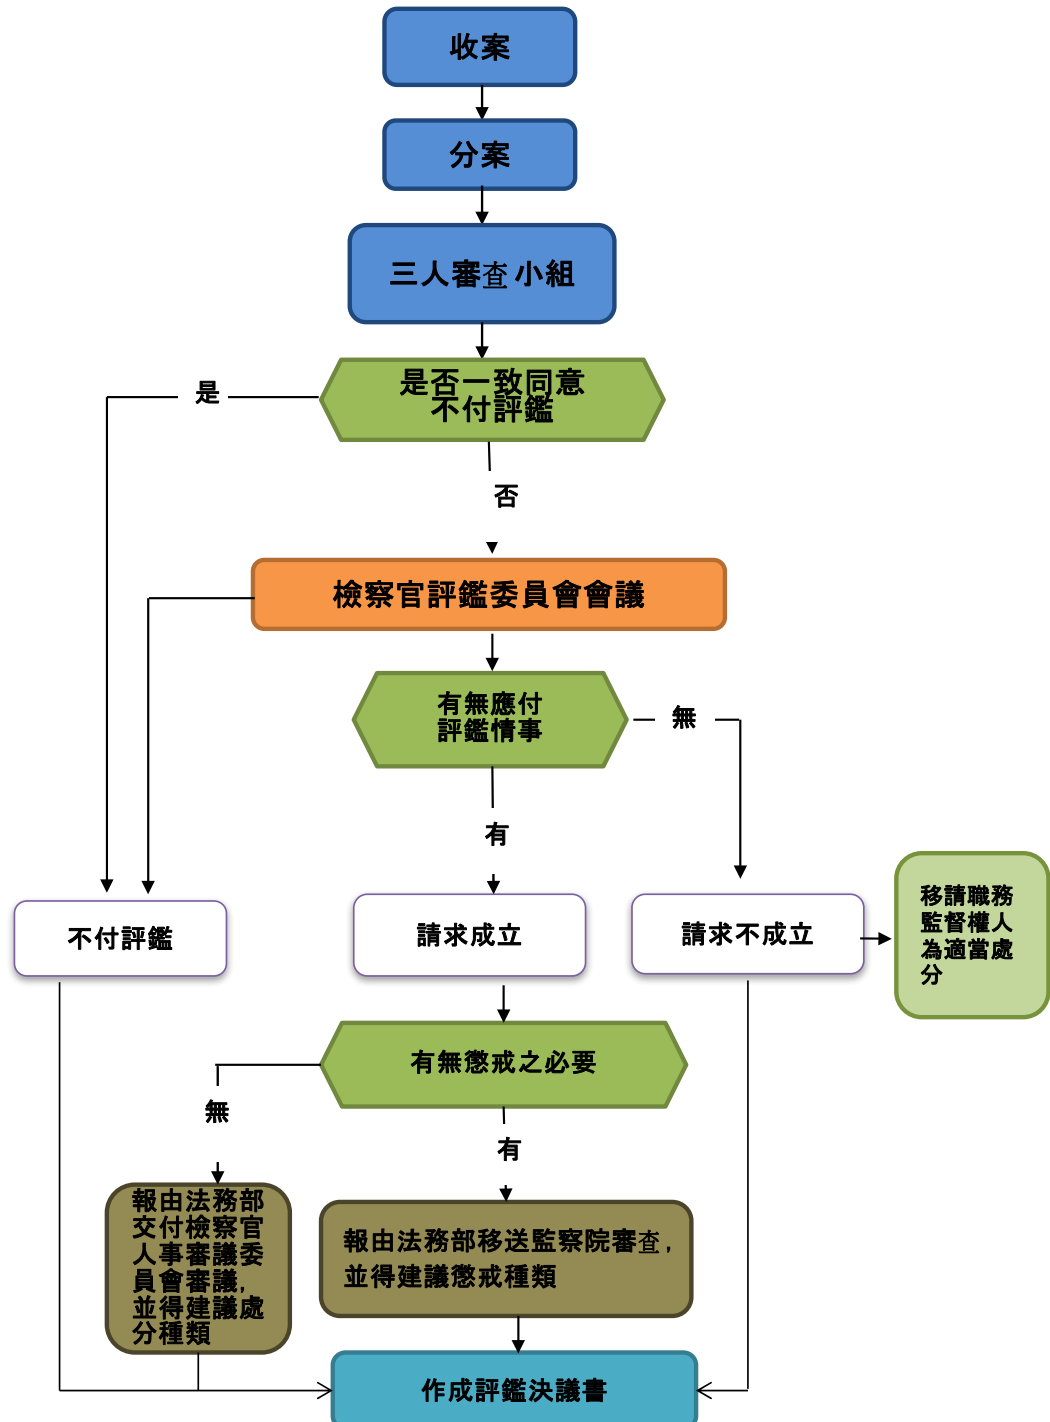 收案
分案
三人審查小組
是否一致同意
不付評鑑
是
否
檢察官評鑑委員會會議
有無應付
評鑑情事
無
有
不付評鑑
請求成立
請求不成立
移請職務
監督權人
為適當處
分
有無懲戒之必要
無
有
報由法務部
交付檢察官
人事審議委
員會審議,
並得建議處
分種類
報由法務部移送監察院審查,
並得建議懲戒種類
作成評鑑決議書